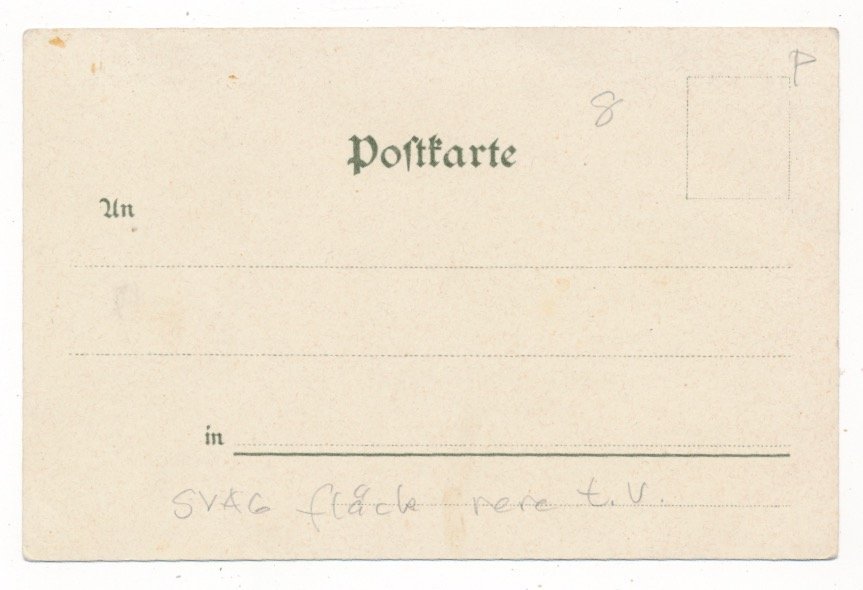 P
8
Postkarte
An
in
SVAG fläck nere t.V.